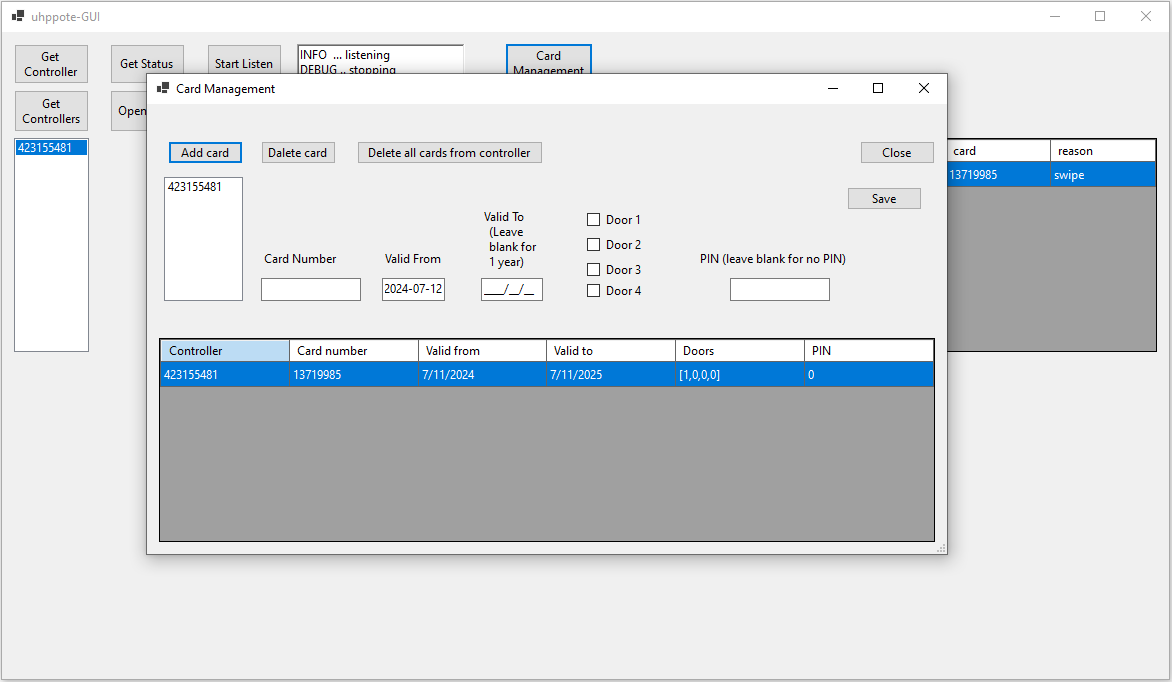 uhppote-GUI
Get
Controller
Get Status
Start Listen
INFO ... listening
DEBUG .. stopping
Card
Management
Get
Controllers
Open
423155481
card reason
13719985 swipe
Card Management
Add card
Dalete card
Delete all cards from controller
Close
Save
423155481
Card Number
Valid From
2024-07-12
Valid To
(Leave
blank for
1 year)
____/__/__
Door 1
Door 2
Door 3
Door 4
PIN (leave blank for no PIN)
Controller Card number Valid from Valid to Doors PIN
423155481 13719985 7/11/2024 7/11/2025 [1,0,0,0] 0